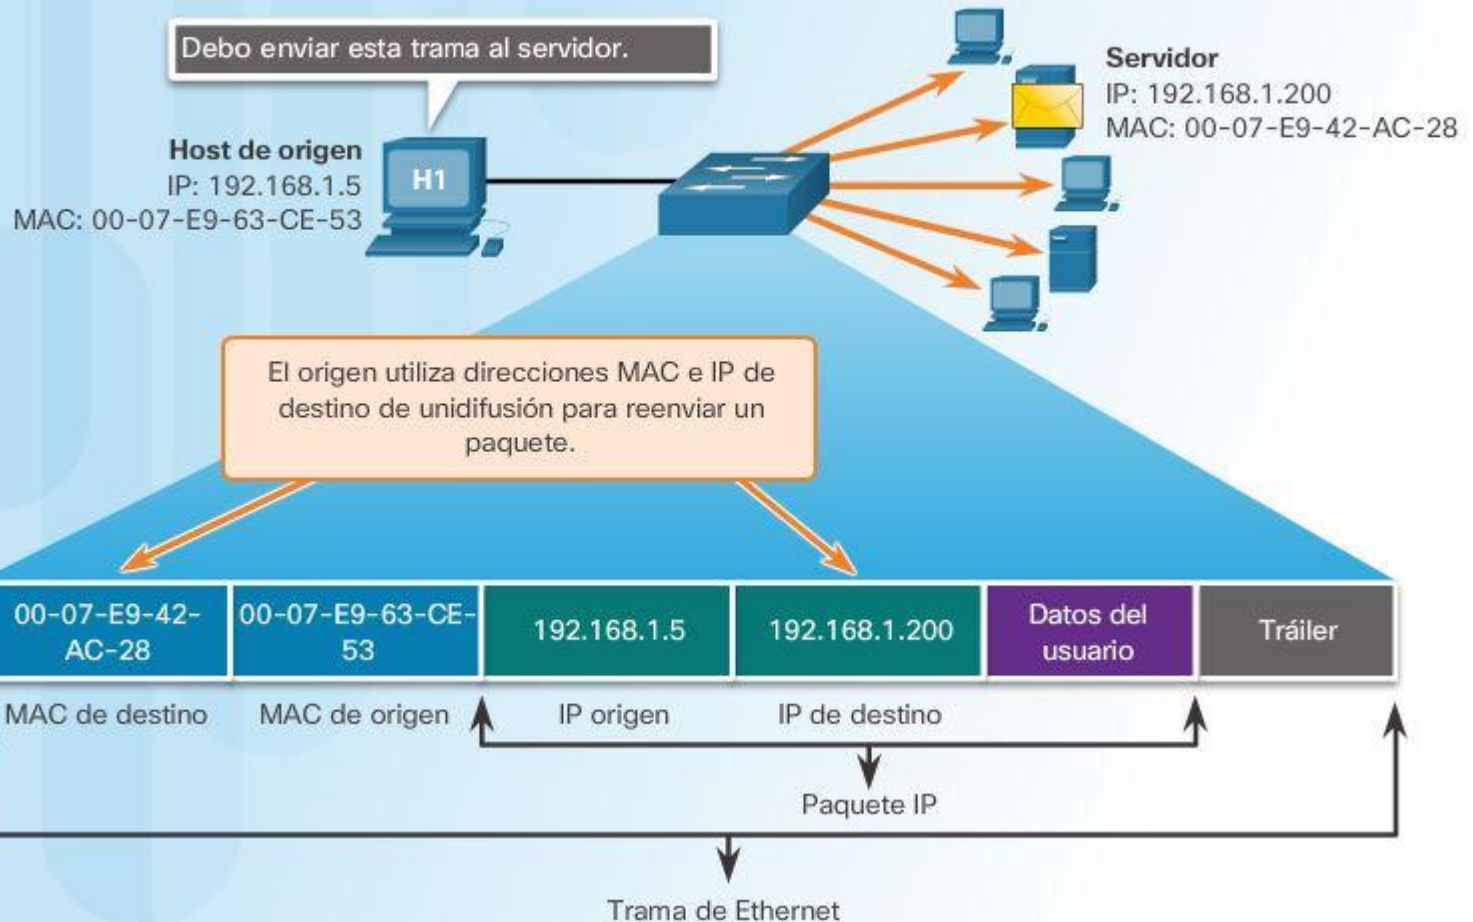 Debo enviar esta trama al servidor.
Servidor
IP: 192.168.1.200
MAC: 00-07-E9-42-AC-28
Host de origen
IP: 192.168.1.5
MAC: 00-07-E9-63-CE-53
H1
El origen utiliza direcciones MAC e IP de
destino de unidifusión para reenviar un
paquete.
00-07-E9-42-
AC-28
00-07-E9-63-CE-
53
192.168.1.5
192.168.1.200
Datos del
usuario
Tráiler
MAC de destino
MAC de origen
IP origen
IP de destino
Paquete IP
Trama de Ethernet